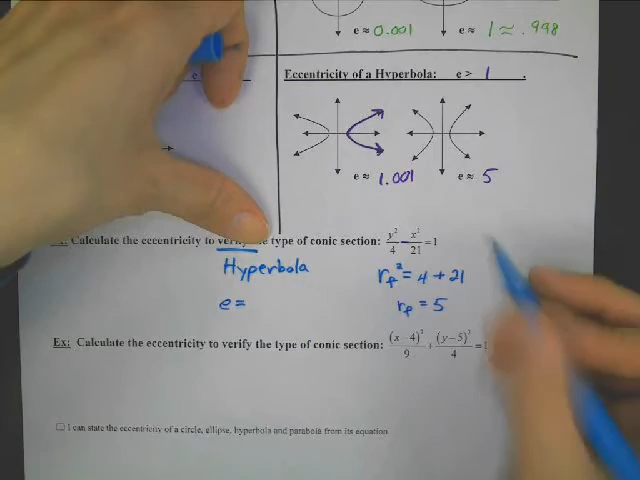 e ≈ 0.001 e ≈ 1 ≈ .998
Eccentricity of a Hyperbola: e > 1 .
e ≈ 1.001 e ≈ 5
Calculate the eccentricity to verify the type of conic section: y²/4 − x²/21 = 1
Hyperbola r_f² = 4 + 21
e = r_f = 5
Ex: Calculate the eccentricity to verify the type of conic section: (x−4)²/9 + (y−5)²/4 = 1
☐ I can state the eccentricity of a circle, ellipse, hyperbola and parabola from its equation